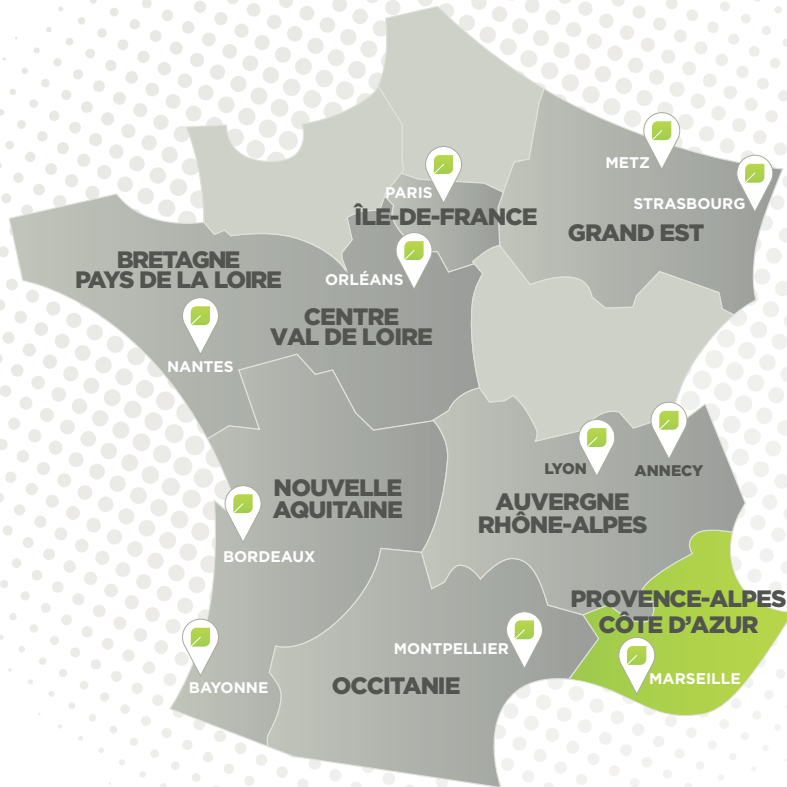 METZ
PARIS
STRASBOURG
ÎLE-DE-FRANCE
GRAND EST
BRETAGNE
PAYS DE LA LOIRE
ORLÉANS
CENTRE
VAL DE LOIRE
NANTES
LYON
ANNECY
NOUVELLE
AQUITAINE
AUVERGNE
RHÔNE-ALPES
BORDEAUX
PROVENCE-ALPES
CÔTE D'AZUR
MONTPELLIER
MARSEILLE
BAYONNE
OCCITANIE